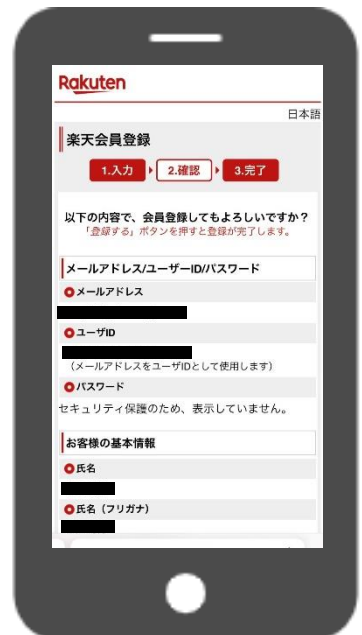 Rakuten
日本語
楽天会員登録
1.入力
2.確認
3.完了
以下の内容で、会員登録してもよろしいですか？
「登録する」ボタンを押すと登録が完了します。
メールアドレス/ユーザーID/パスワード
メールアドレス
ユーザID
（メールアドレスをユーザIDとして使用します）
パスワード
セキュリティ保護のため、表示していません。
お客様の基本情報
氏名
氏名（フリガナ）